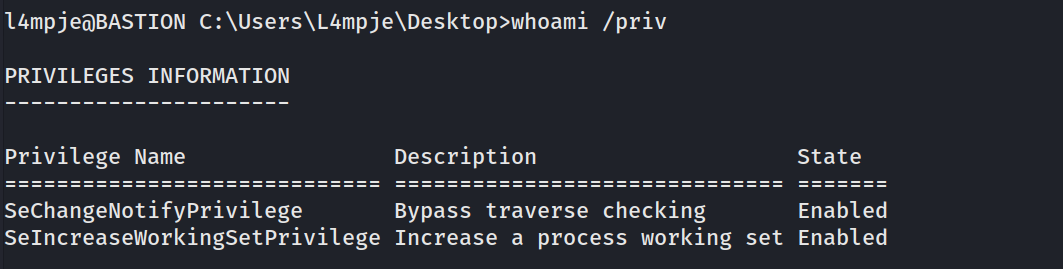 l4mpje@BASTION C:\Users\L4mpje\Desktop>whoami /priv
PRIVILEGES INFORMATION
----------------------
Privilege Name                Description                    State
============================= ============================== =======
SeChangeNotifyPrivilege       Bypass traverse checking       Enabled
SeIncreaseWorkingSetPrivilege Increase a process working set Enabled